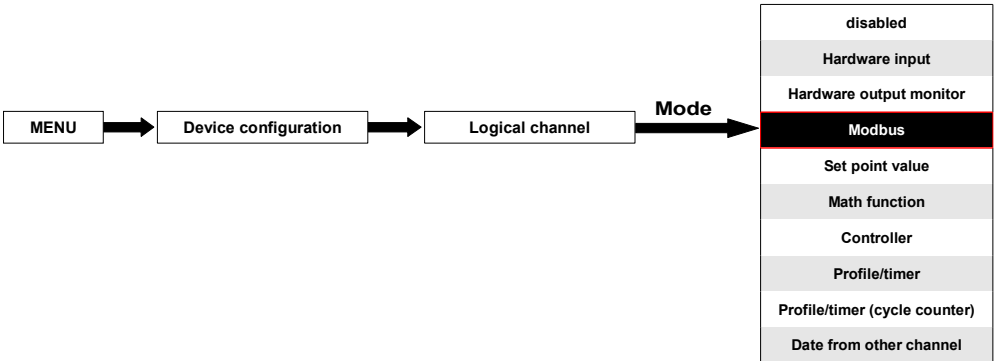 MENU
Device configuration
Logical channel
Mode
disabled
Hardware input
Hardware output monitor
Modbus
Set point value
Math function
Controller
Profile/timer
Profile/timer (cycle counter)
Date from other channel